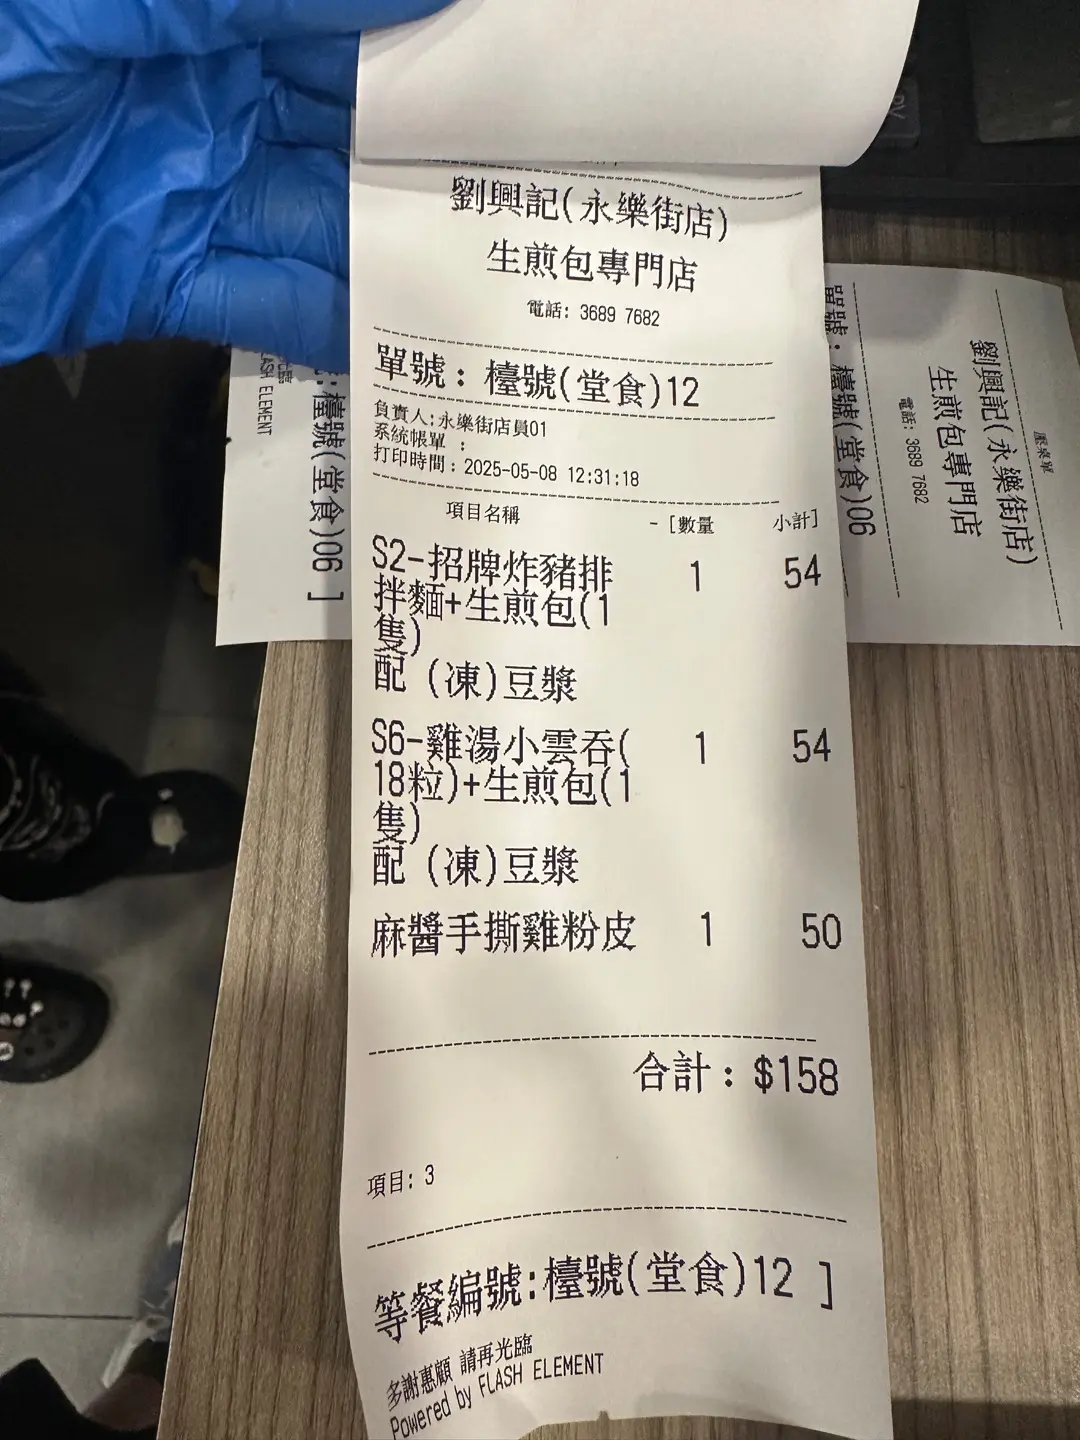 劉興記(永樂街店)
生煎包專門店
電話: 3689 7682
單號: 檯號(堂食)12
負責人:永樂街店員01
系統帳單 :
打印時間:2025-05-08 12:31:18
項目名稱 -[數量 小計]
S2-招牌炸豬排 1 54
拌麵+生煎包(1
隻)
配 (凍)豆漿
S6-雞湯小雲吞( 1 54
18粒)+生煎包(1
隻)
配 (凍)豆漿
麻醬手撕雞粉皮 1 50
合計: $158
項目: 3
等餐編號:檯號(堂食)12 ]
多謝惠顧 請再光臨
Powered by FLASH ELEMENT
:檯號(堂食)06 ]
光臨
LASH ELEMENT
壓桌單
劉興記(永樂街店)
生煎包專門店
電話: 3689 7682
單號: 檯號(堂食)06